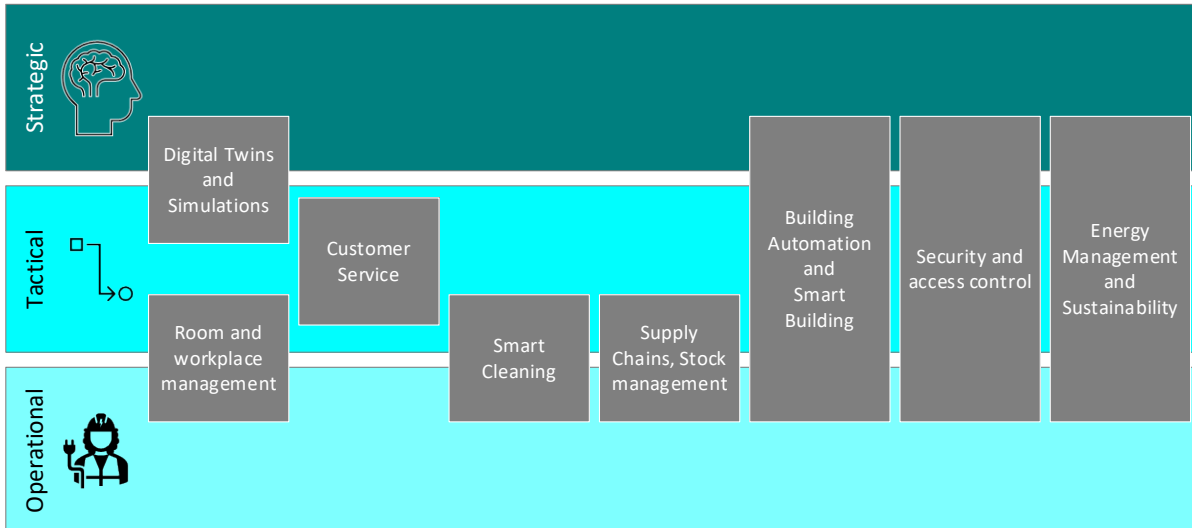 Strategic
Digital Twins
and
Simulations
Tactical
Customer
Service
Building
Automation
and
Smart
Building
Security and
access control
Energy
Management
and
Sustainability
Room and
workplace
management
Smart
Cleaning
Supply
Chains, Stock
management
Operational